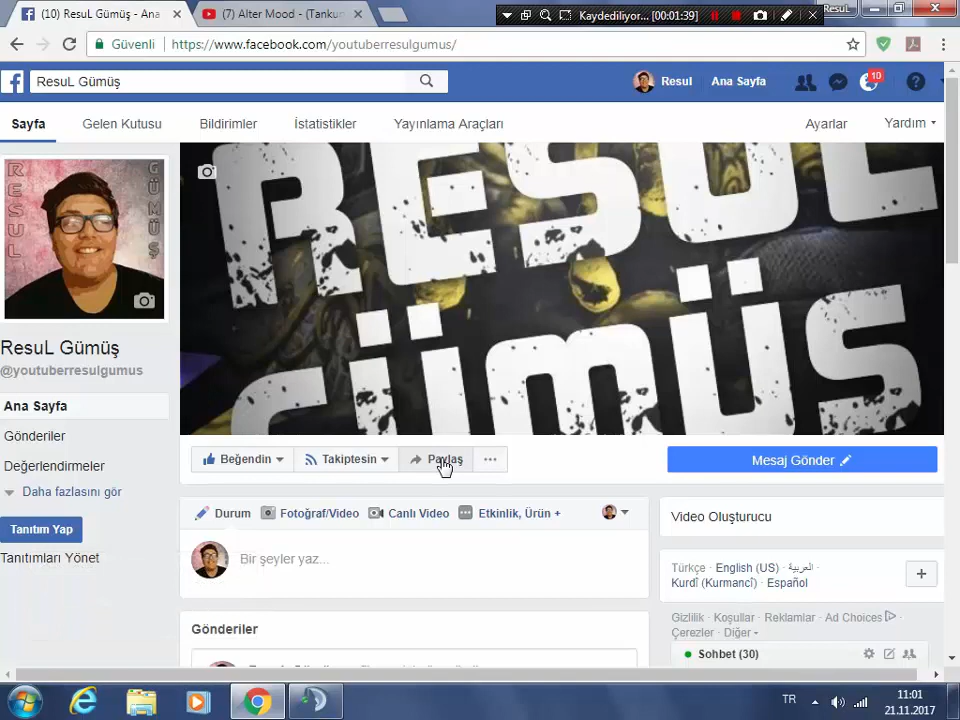 (10) ResuL Gümüş - Ana
(7) Alter Mood - (Tankun
Kaydediliyor... [00:01:39]
ResuL
Güvenli
https://www.facebook.com/youtuberresulgumus/
ResuL Gümüş
Resul
Ana Sayfa
10
Sayfa
Gelen Kutusu
Bildirimler
İstatistikler
Yayınlama Araçları
Ayarlar
Yardım
RESUL
GÜMÜŞ
RESUL
GÜMÜŞ
ResuL Gümüş
@youtuberresulgumus
Ana Sayfa
Gönderiler
Değerlendirmeler
Daha fazlasını gör
Tanıtım Yap
Tanıtımları Yönet
Beğendin
Takiptesin
Paylaş
Mesaj Gönder
Durum
Fotoğraf/Video
Canlı Video
Etkinlik, Ürün +
Bir şeyler yaz...
Gönderiler
Video Oluşturucu
Türkçe · English (US) · العربية ·
Kurdî (Kurmancî) · Español
Gizlilik · Koşullar · Reklamlar · Ad Choices ·
Çerezler · Diğer
Sohbet (30)
TR
11:01
21.11.2017